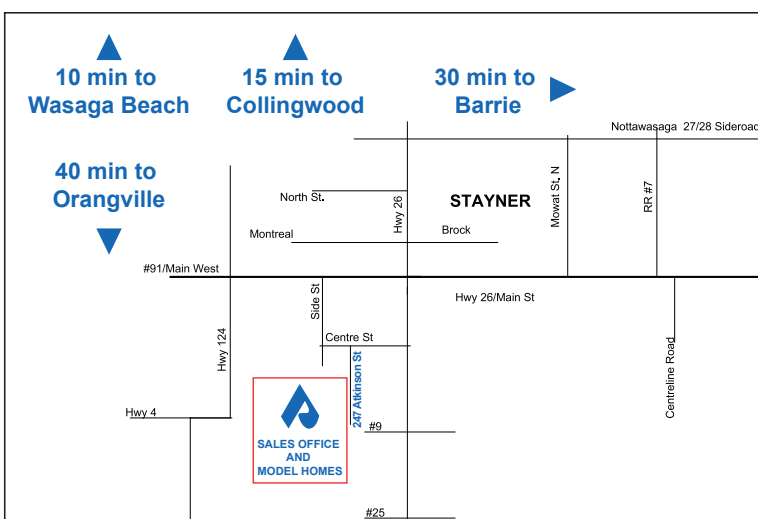 10 min to
Wasaga Beach
15 min to
Collingwood
30 min to
Barrie
40 min to
Orangville
Nottawasaga 27/28 Sideroad
North St.
Hwy 26
STAYNER
Mowat St. N
RR #7
Montreal
Brock
#91/Main West
Side St
Hwy 26/Main St
Hwy 124
Centre St
247 Atkinson St
Centreline Road
Hwy 4
#9
SALES OFFICE
AND
MODEL HOMES
#25